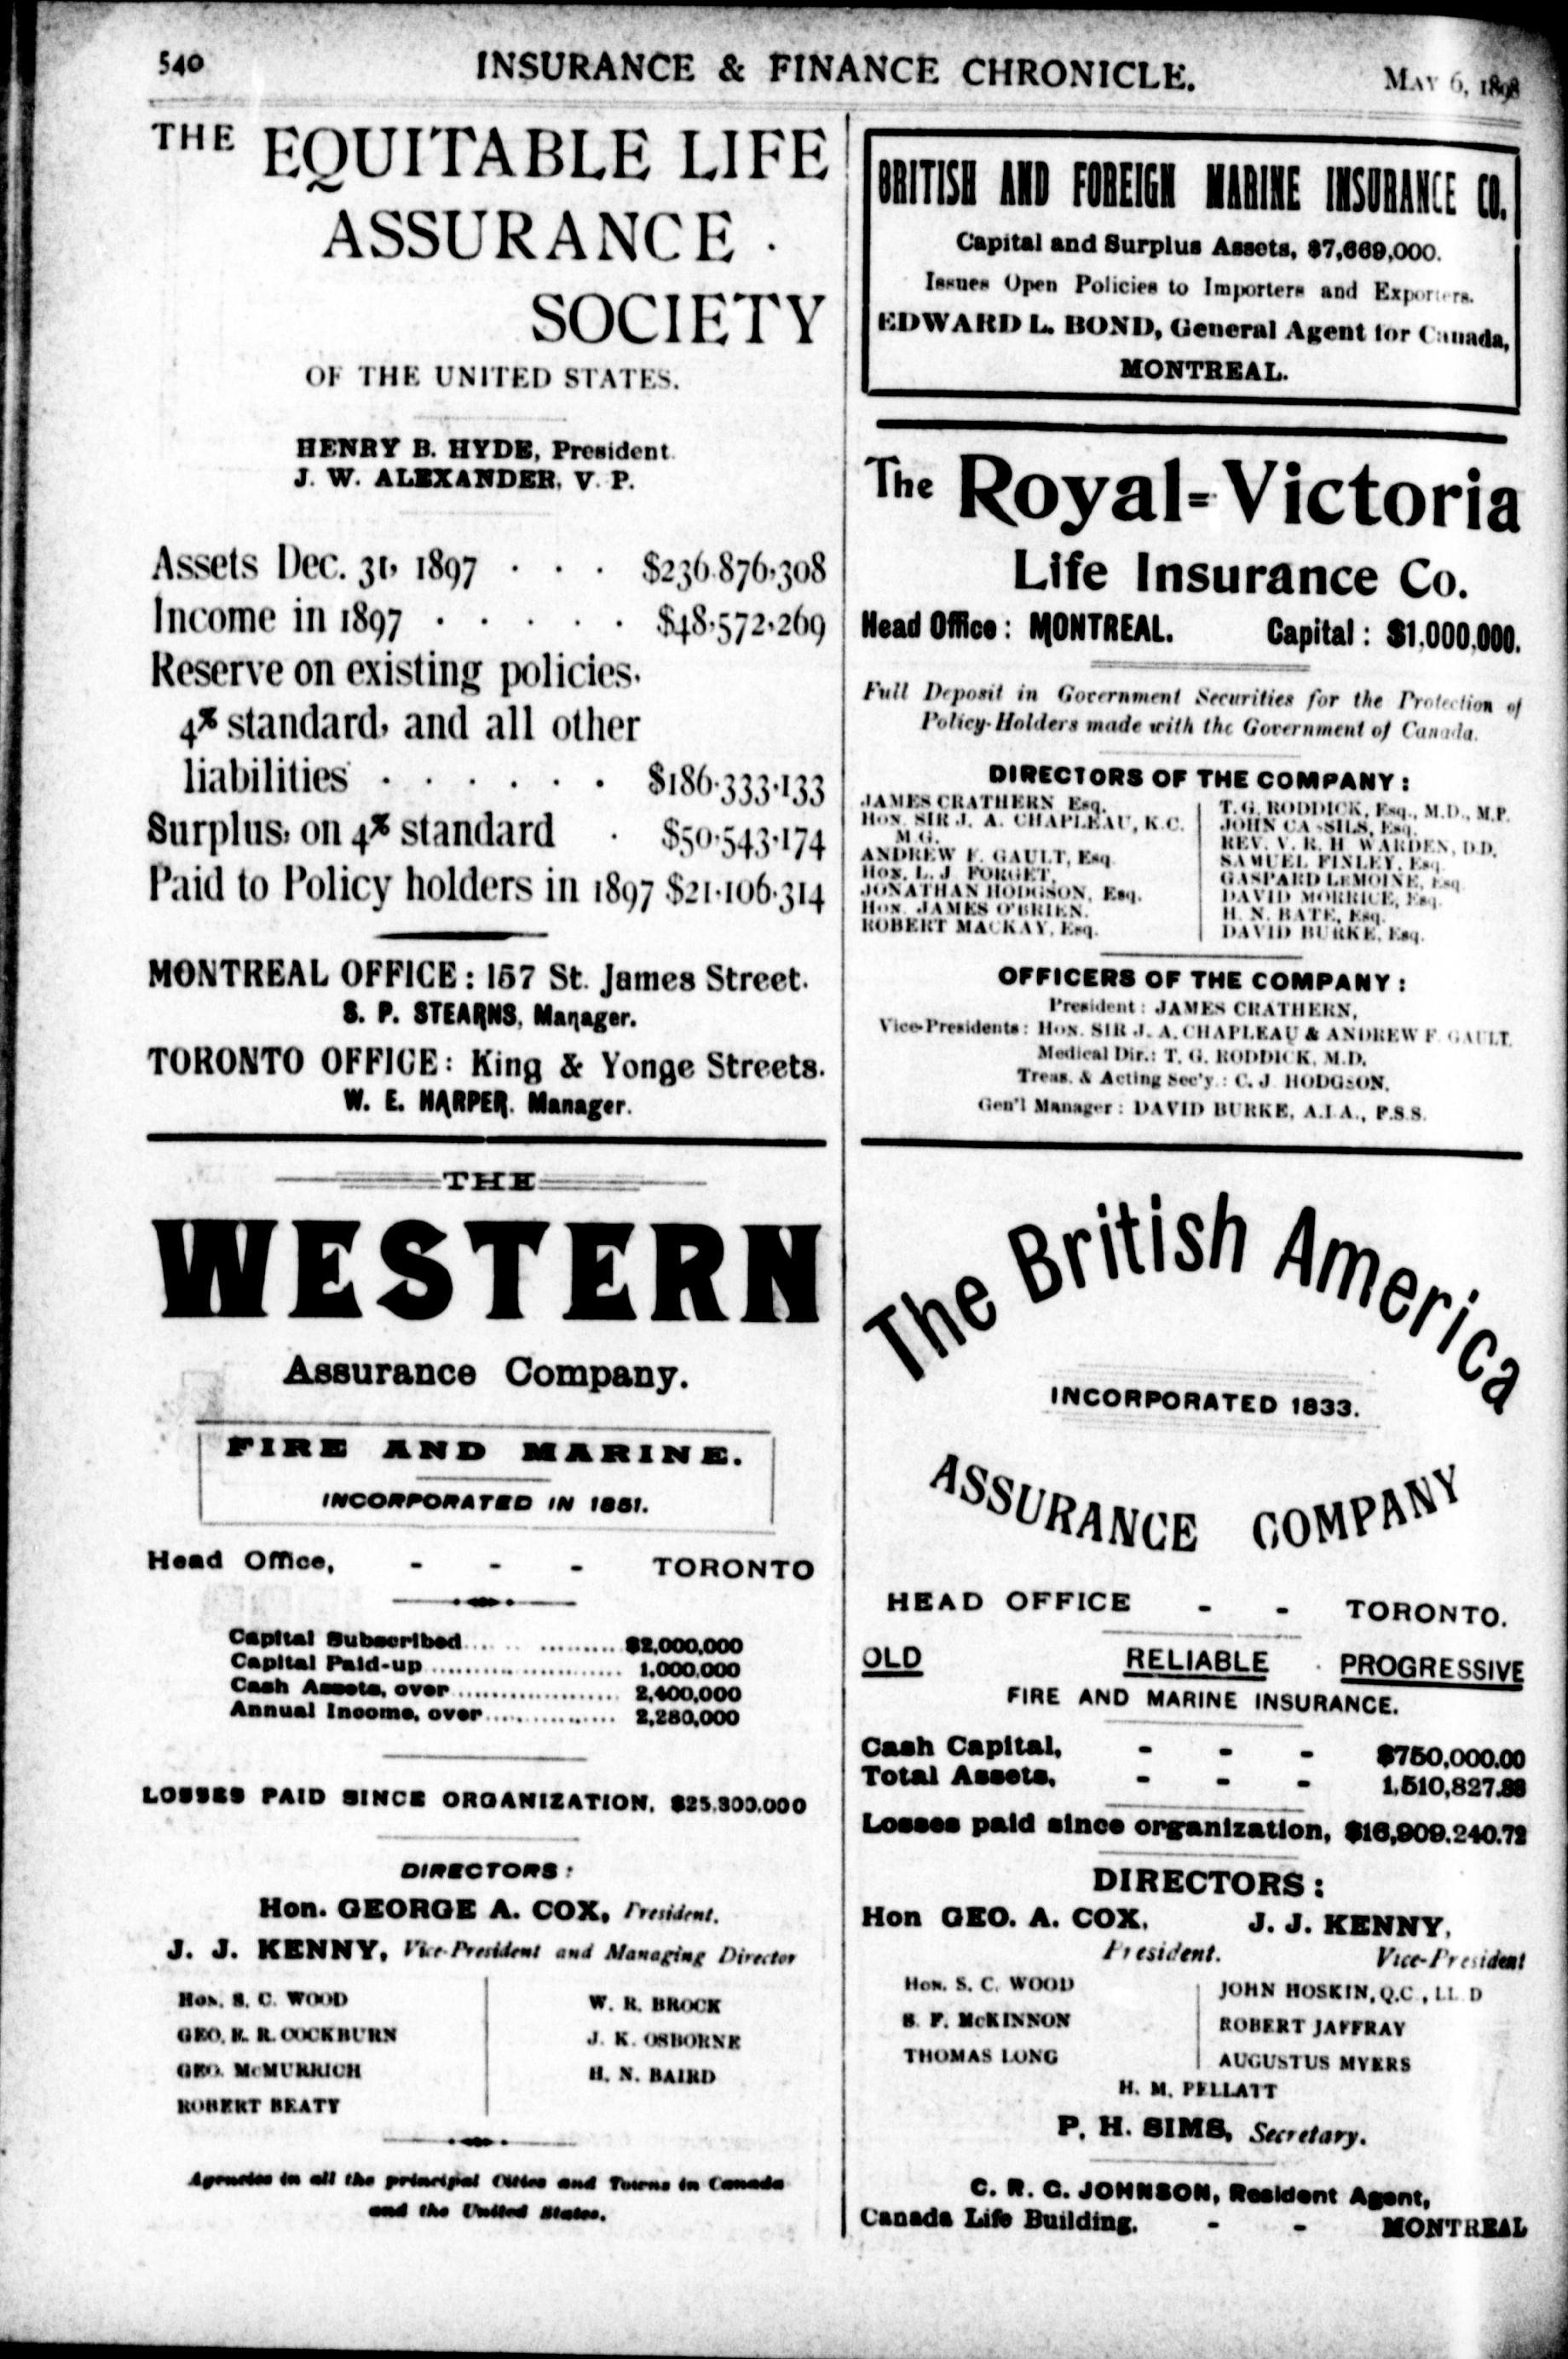 540
INSURANCE & FINANCE CHRONICLE.
MAY 6, 1898
THE EQUITABLE LIFE
ASSURANCE ·
SOCIETY
OF THE UNITED STATES.
HENRY B. HYDE, President.
J. W. ALEXANDER, V. P.
Assets Dec. 31, 1897 · · · $236,876,308
Income in 1897 · · · · · $48,572,269
Reserve on existing policies,
4% standard, and all other
liabilities · · · · · · $186,333,133
Surplus, on 4% standard · $50,543,174
Paid to Policy holders in 1897 $21,106,314
MONTREAL OFFICE : 157 St. James Street.
S. P. STEARNS, Manager.
TORONTO OFFICE : King & Yonge Streets.
W. E. HARPER, Manager.
THE
WESTERN
Assurance Company.
FIRE AND MARINE.
INCORPORATED IN 1851.
Head Office, - - - TORONTO
Capital Subscribed.................. $2,000,000
Capital Paid-up........................ 1,000,000
Cash Assets, over.................... 2,400,000
Annual Income, over................ 2,280,000
LOSSES PAID SINCE ORGANIZATION, $25,300,000
DIRECTORS :
Hon. GEORGE A. COX, President.
J. J. KENNY, Vice-President and Managing Director
HON. S. C. WOOD
GEO. R. R. COCKBURN
GEO. McMURRICH
ROBERT BEATY
W. R. BROCK
J. K. OSBORNE
H. N. BAIRD
Agencies in all the principal Cities and Towns in Canada
and the United States.
BRITISH AND FOREIGN MARINE INSURANCE CO.
Capital and Surplus Assets, $7,669,000.
Issues Open Policies to Importers and Exporters.
EDWARD L. BOND, General Agent for Canada,
MONTREAL.
The Royal=Victoria
Life Insurance Co.
Head Office : MONTREAL. Capital : $1,000,000.
Full Deposit in Government Securities for the Protection of
Policy-Holders made with the Government of Canada.
DIRECTORS OF THE COMPANY :
JAMES CRATHERN Esq.
HON. SIR J. A. CHAPLEAU, K.C.
M.G.
ANDREW F. GAULT, Esq.
HON. L. J FORGET.
JONATHAN HODGSON, Esq.
HON. JAMES O'BRIEN.
ROBERT MACKAY, Esq.
T. G. RODDICK, Esq., M.D., M.P.
JOHN CASSILS, Esq.
REV. V. R. H WARDEN, D.D.
SAMUEL FINLEY, Esq.
GASPARD LEMOINE, Esq.
DAVID MORRICE, Esq.
H. N. BATE, Esq.
DAVID BURKE, Esq.
OFFICERS OF THE COMPANY :
President : JAMES CRATHERN,
Vice-Presidents : HON. SIR J. A. CHAPLEAU & ANDREW F. GAULT.
Medical Dir.: T. G. RODDICK, M.D.
Treas. & Acting Sec'y.: C. J HODGSON.
Gen'l Manager : DAVID BURKE, A.I.A., F.S.S.
The British America
INCORPORATED 1833.
ASSURANCE COMPANY
HEAD OFFICE - - TORONTO.
OLD RELIABLE PROGRESSIVE
FIRE AND MARINE INSURANCE.
Cash Capital, - - - $750,000.00
Total Assets, - - - 1,510,827.88
Losses paid since organization, $16,909.240.72
DIRECTORS :
Hon GEO. A. COX, J. J. KENNY,
President. Vice-President
HON. S. C. WOOD
S. F. McKINNON
THOMAS LONG
JOHN HOSKIN, Q.C., LL.D
ROBERT JAFFRAY
AUGUSTUS MYERS
H. M. PELLATT
P. H. SIMS, Secretary.
C. R. G. JOHNSON, Resident Agent,
Canada Life Building, - - MONTREAL